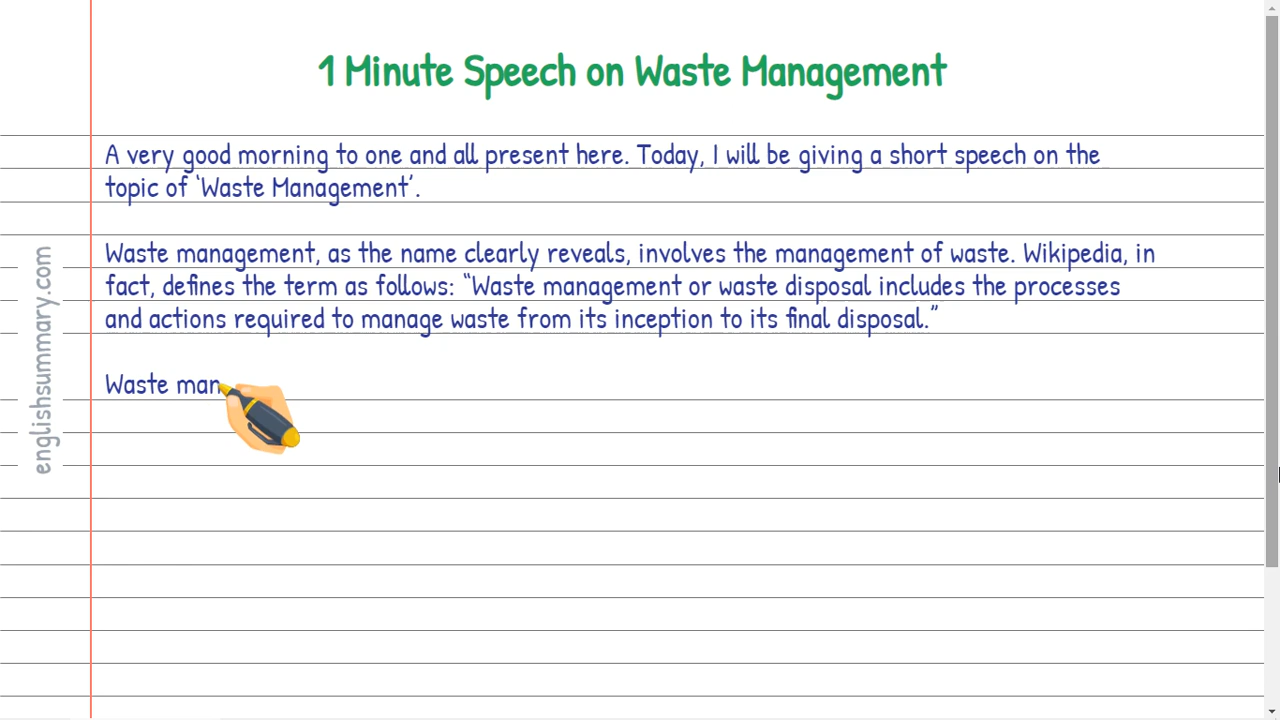 1 Minute Speech on Waste Management
A very good morning to one and all present here. Today, I will be giving a short speech on the
topic of ‘Waste Management’.
Waste management, as the name clearly reveals, involves the management of waste. Wikipedia, in
fact, defines the term as follows: “Waste management or waste disposal includes the processes
and actions required to manage waste from its inception to its final disposal.”
Waste man
englishsummary.com